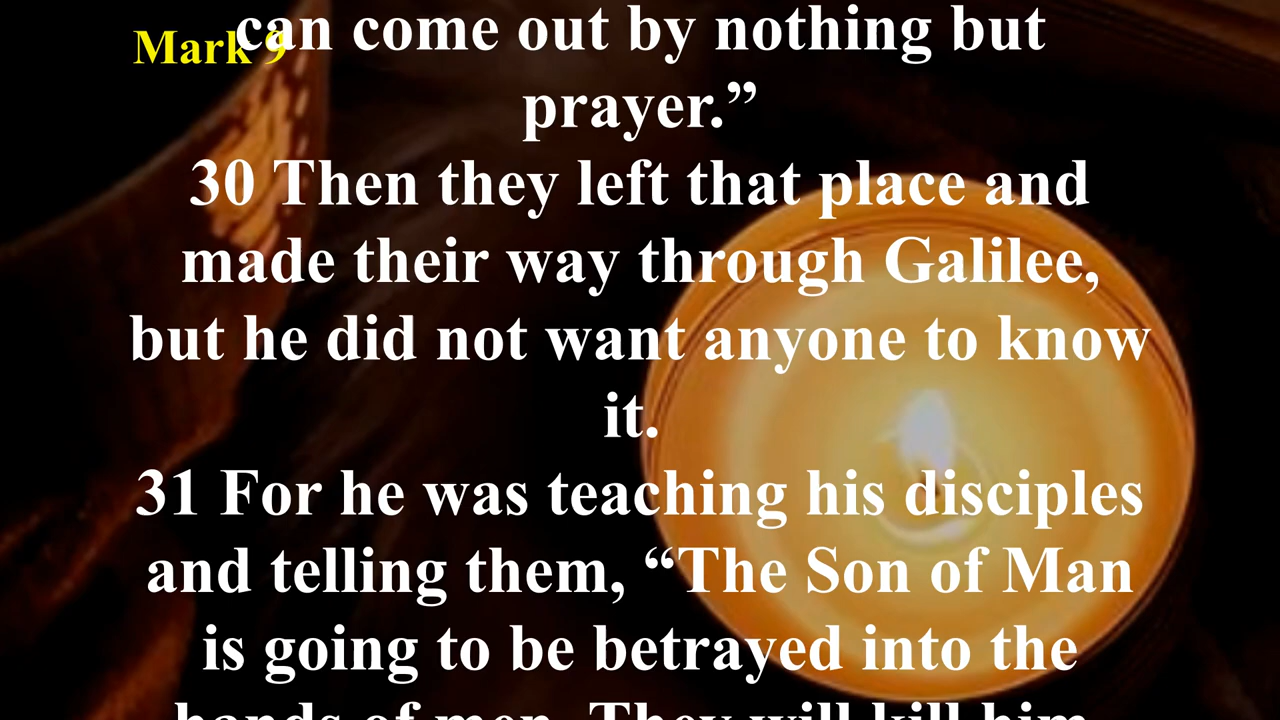 Mark 9
can come out by nothing but
prayer.”
30 Then they left that place and
made their way through Galilee,
but he did not want anyone to know
it.
31 For he was teaching his disciples
and telling them, “The Son of Man
is going to be betrayed into the
hands of men. They will kill him